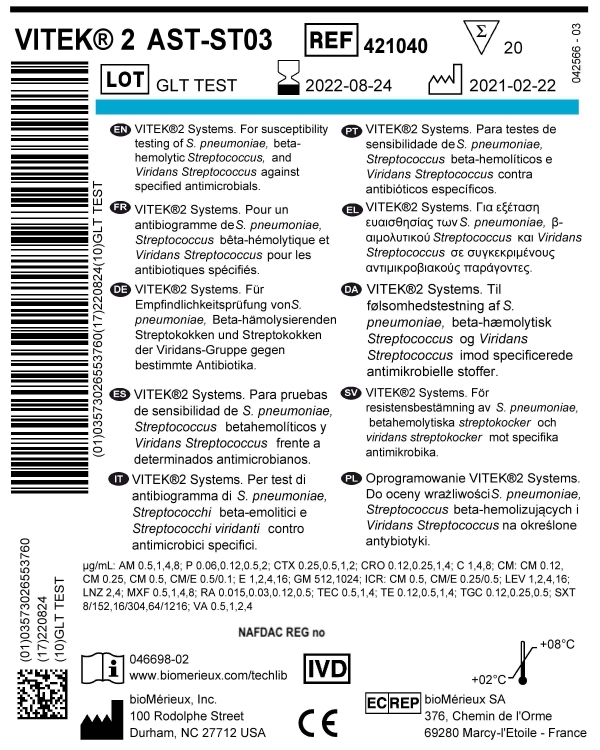 VITEK® 2 AST-ST03
REF 421040
Σ 20
042566 - 03
LOT GLT TEST
2022-08-24
2021-02-22
(01)03573026553760(17)220824(10)GLT TEST
EN VITEK®2 Systems. For susceptibility
testing of S. pneumoniae, beta-
hemolytic Streptococcus, and
Viridans Streptococcus against
specified antimicrobials.
FR VITEK®2 Systems. Pour un
antibiogramme deS. pneumoniae,
Streptococcus bêta-hémolytique et
Viridans Streptococcus pour les
antibiotiques spécifiés.
DE VITEK®2 Systems. Für
Empfindlichkeitsprüfung vonS.
pneumoniae, Beta-hämolysierenden
Streptokokken und Streptokokken
der Viridans-Gruppe gegen
bestimmte Antibiotika.
ES VITEK®2 Systems. Para pruebas
de sensibilidad de S. pneumoniae,
Streptococcus betahemolíticos y
Viridans Streptococcus frente a
determinados antimicrobianos.
IT VITEK®2 Systems. Per test di
antibiogramma di S. pneumoniae,
Streptococchi beta-emolitici e
Streptococchi viridanti contro
antimicrobici specifici.
PT VITEK®2 Systems. Para testes de
sensibilidade deS. pneumoniae,
Streptococcus beta-hemolíticos e
Viridans Streptococcus contra
antibióticos específicos.
EL VITEK®2 Systems. Για εξέταση
ευαισθησίας τωνS. pneumoniae, β-
αιμολυτικού Streptococcus και Viridans
Streptococcus σε συγκεκριμένους
αντιμικροβιακούς παράγοντες.
DA VITEK®2 Systems. Til
følsomhedstestning af S.
pneumoniae, beta-hæmolytisk
Streptococcus og Viridans
Streptococcus imod specificerede
antimikrobielle stoffer.
SV VITEK®2 Systems. För
resistensbestämning av S. pneumoniae,
betahemolytiska streptokocker och
viridans streptokocker mot specifika
antimikrobika.
PL Oprogramowanie VITEK®2 Systems.
Do oceny wrażliwościS. pneumoniae,
Streptococcus beta-hemolizujących i
Viridans Streptococcus na określone
antybiotyki.
µg/mL: AM 0.5,1,4,8; P 0.06,0.12,0.5,2; CTX 0.25,0.5,1,2; CRO 0.12,0.25,1,4; C 1,4,8; CM: CM 0.12,
CM 0.25, CM 0.5, CM/E 0.5/0.1; E 1,2,4,16; GM 512,1024; ICR: CM 0.5, CM/E 0.25/0.5; LEV 1,2,4,16;
LNZ 2,4; MXF 0.5,1,4,8; RA 0.015,0.03,0.12,0.5; TEC 0.5,1,4; TE 0.12,0.5,1,4; TGC 0.12,0.25,0.5; SXT
8/152,16/304,64/1216; VA 0.5,1,2,4
NAFDAC REG no
(01)03573026553760
(17)220824
(10)GLT TEST
i 046698-02
www.biomerieux.com/techlib
IVD
+08°C
+02°C
bioMérieux, Inc.
100 Rodolphe Street
Durham, NC 27712 USA
CE
EC REP bioMérieux SA
376, Chemin de l'Orme
69280 Marcy-l'Etoile - France